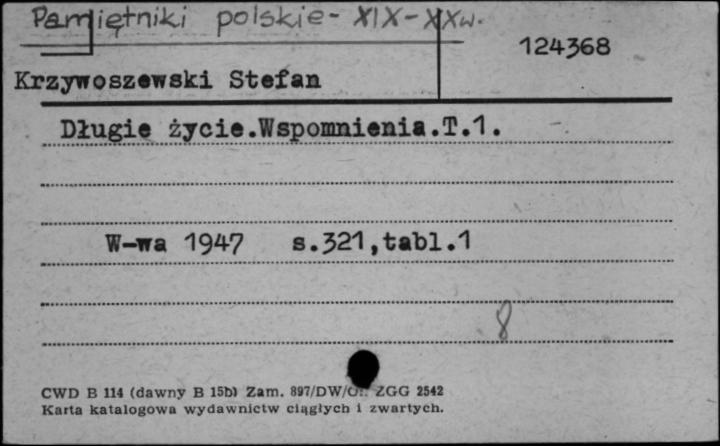 Pamiętniki polskie - XIX-XX w.
124368
Krzywoszewski Stefan
Długie życie.Wspomnienia.T.1.
W-wa 1947 s.321,tabl.1
8
CWD B 114 (dawny B 15b) Zam. 897/DW/ ZGG 2542
Karta katalogowa wydawnictw ciągłych i zwartych.